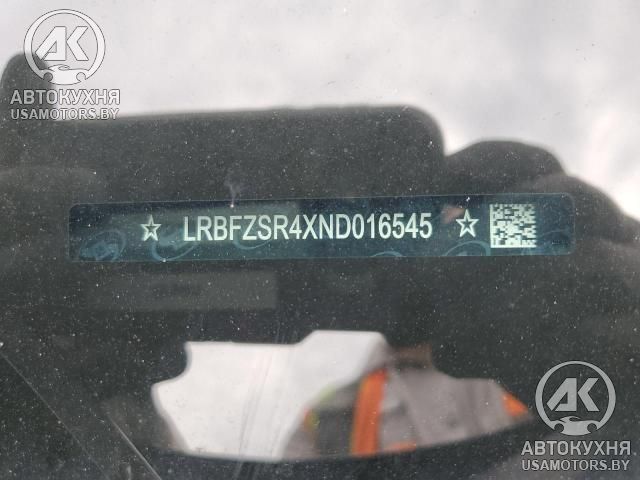 АК
АВТОКУХНЯ
USAMOTORS.BY
☆ LRBFZSR4XND016545 ☆
АК
АВТОКУХНЯ
USAMOTORS.BY